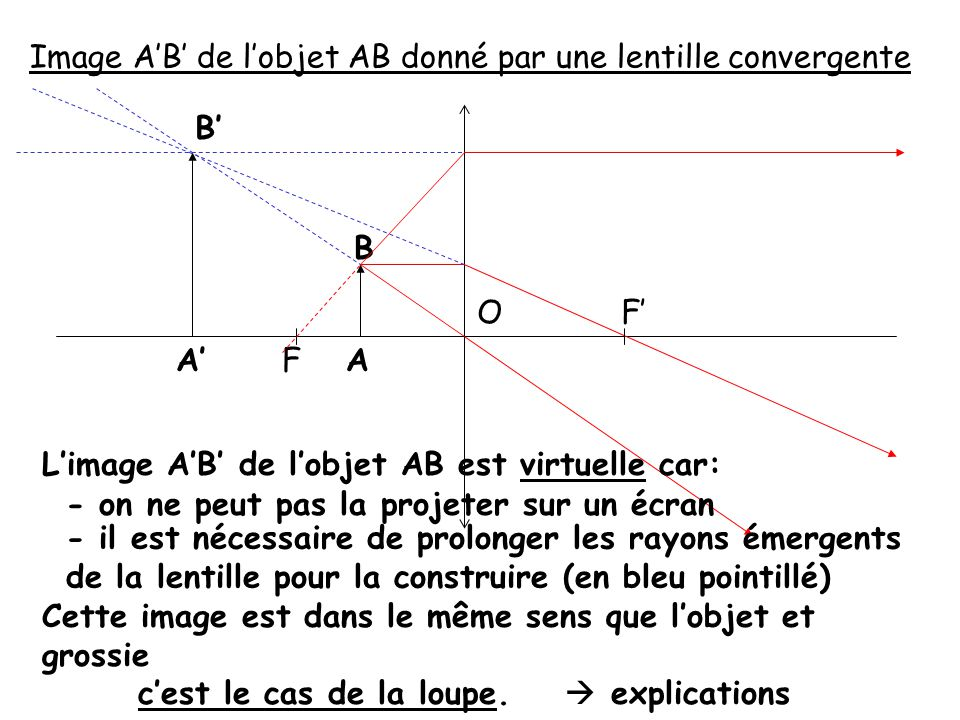 Image A’B’ de l’objet AB donné par une lentille convergente
B’
B
O F’
A’ F A
L’image A’B’ de l’objet AB est virtuelle car:
- on ne peut pas la projeter sur un écran
- il est nécessaire de prolonger les rayons émergents
de la lentille pour la construire (en bleu pointillé)
Cette image est dans le même sens que l’objet et
grossie
c’est le cas de la loupe. → explications